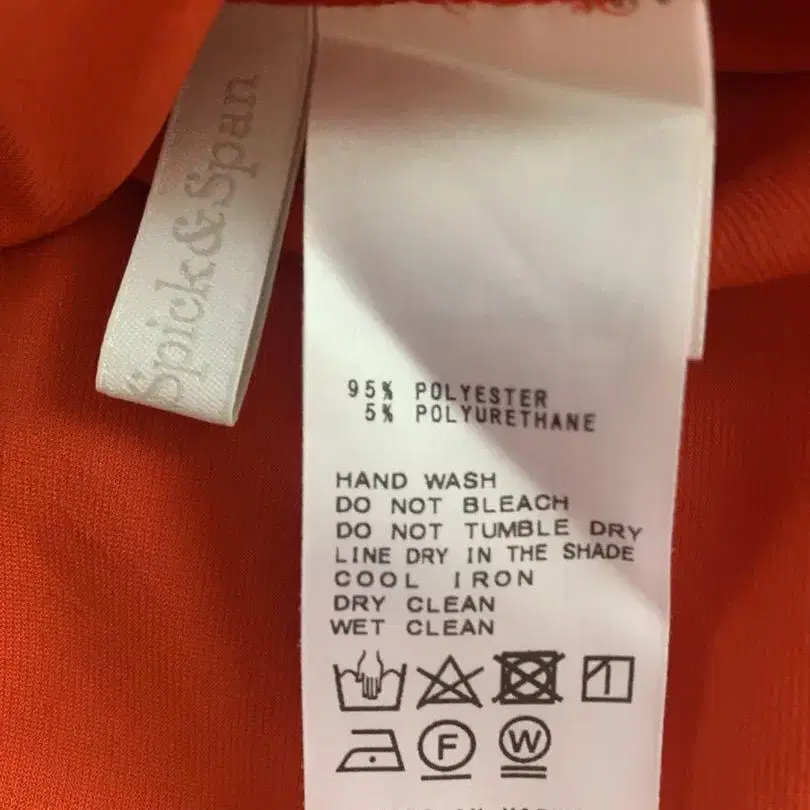 Spick&Span
95% POLYESTER
5% POLYURETHANE
HAND WASH
DO NOT BLEACH
DO NOT TUMBLE DRY
LINE DRY IN THE SHADE
COOL IRON
DRY CLEAN
WET CLEAN
F W